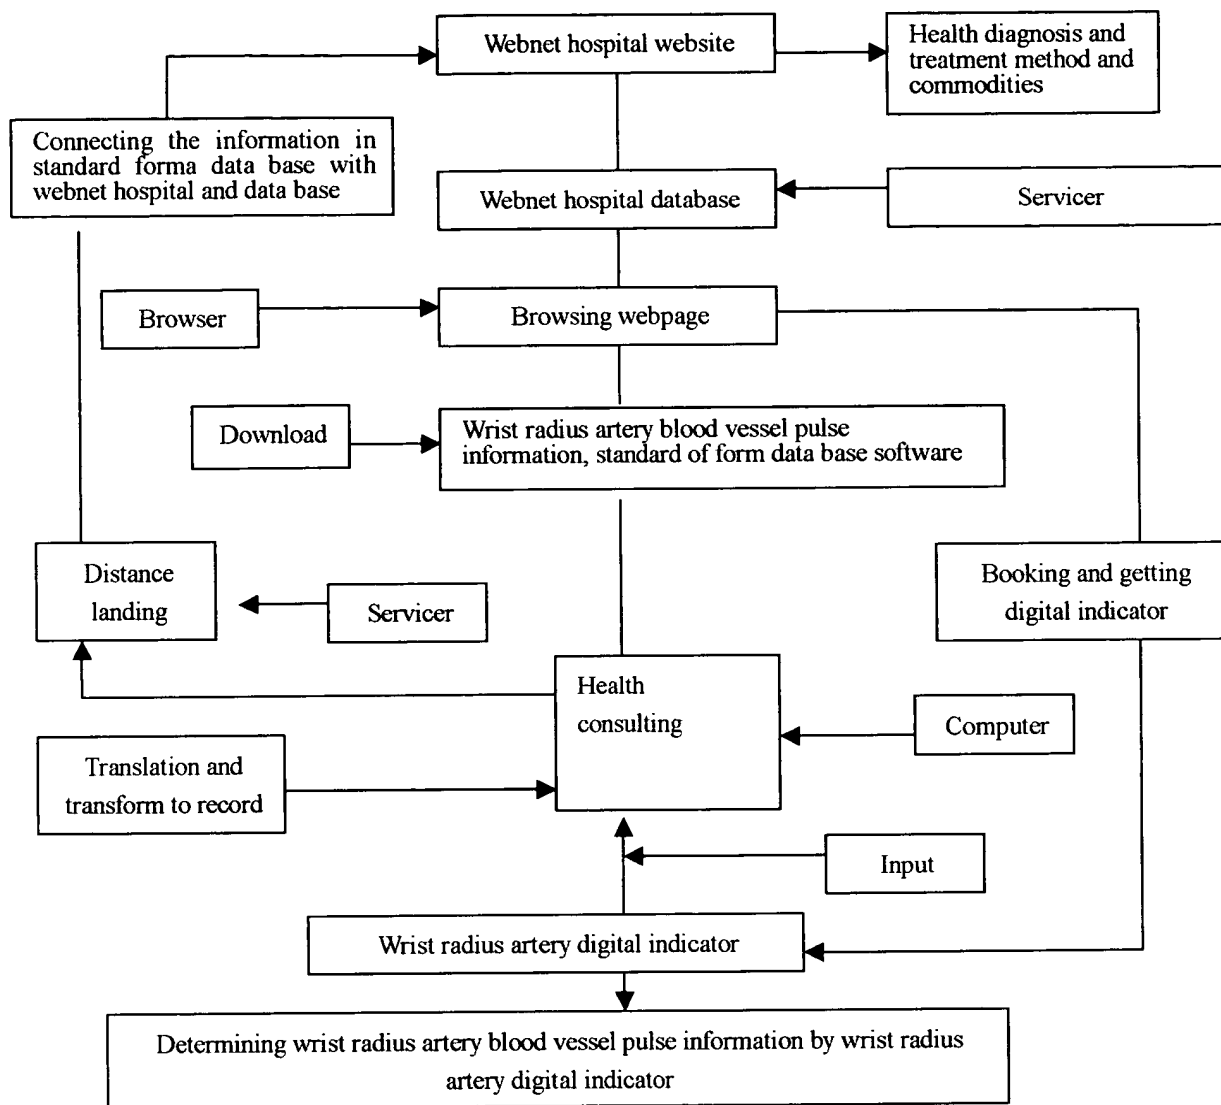 Webnet hospital website
Health diagnosis and
treatment method and
commodities
Connecting the information in
standard forma data base with
webnet hospital and data base
Webnet hospital database
Servicer
Browser
Browsing webpage
Download
Wrist radius artery blood vessel pulse
information, standard of form data base software
Distance
landing
Servicer
Booking and getting
digital indicator
Health
consulting
Computer
Translation and
transform to record
Input
Wrist radius artery digital indicator
Determining wrist radius artery blood vessel pulse information by wrist radius
artery digital indicator